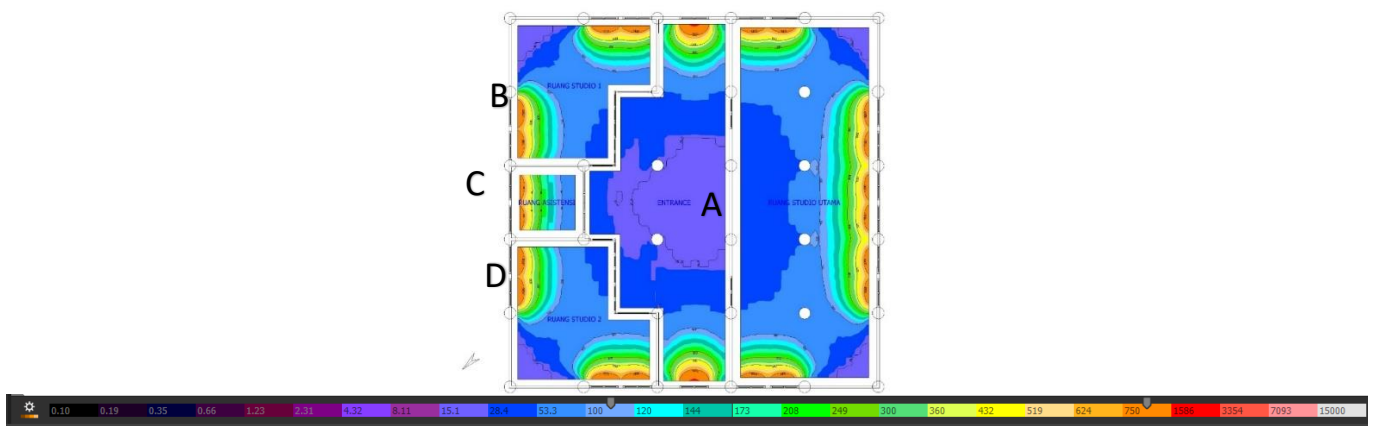 B
RUANG STUDIO 1
C
RUANG ASISTENSI
ENTRANCE
A
RUANG STUDIO UTAMA
D
RUANG STUDIO 2
0.10 0.19 0.35 0.66 1.23 2.31 4.32 8.11 15.1 28.4 53.3 100 120 144 173 208 249 300 360 432 519 624 750 1586 3354 7093 15000